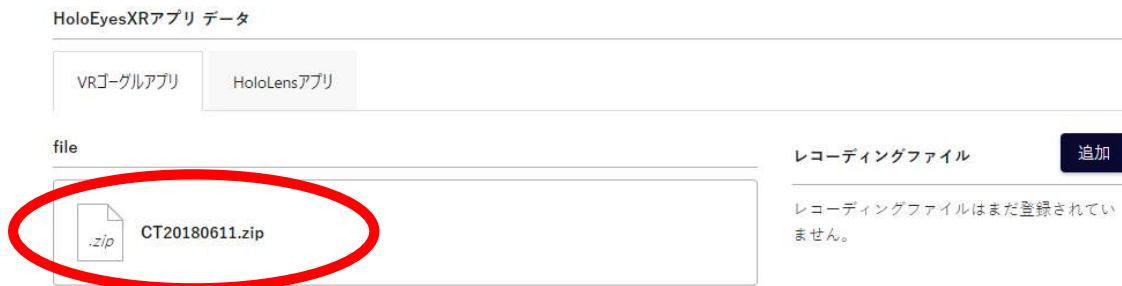 HoloEyesXRアプリ データ
VRゴーグルアプリ
HoloLensアプリ
file
.zip
CT20180611.zip
レコーディングファイル
追加
レコーディングファイルはまだ登録されてい
ません。